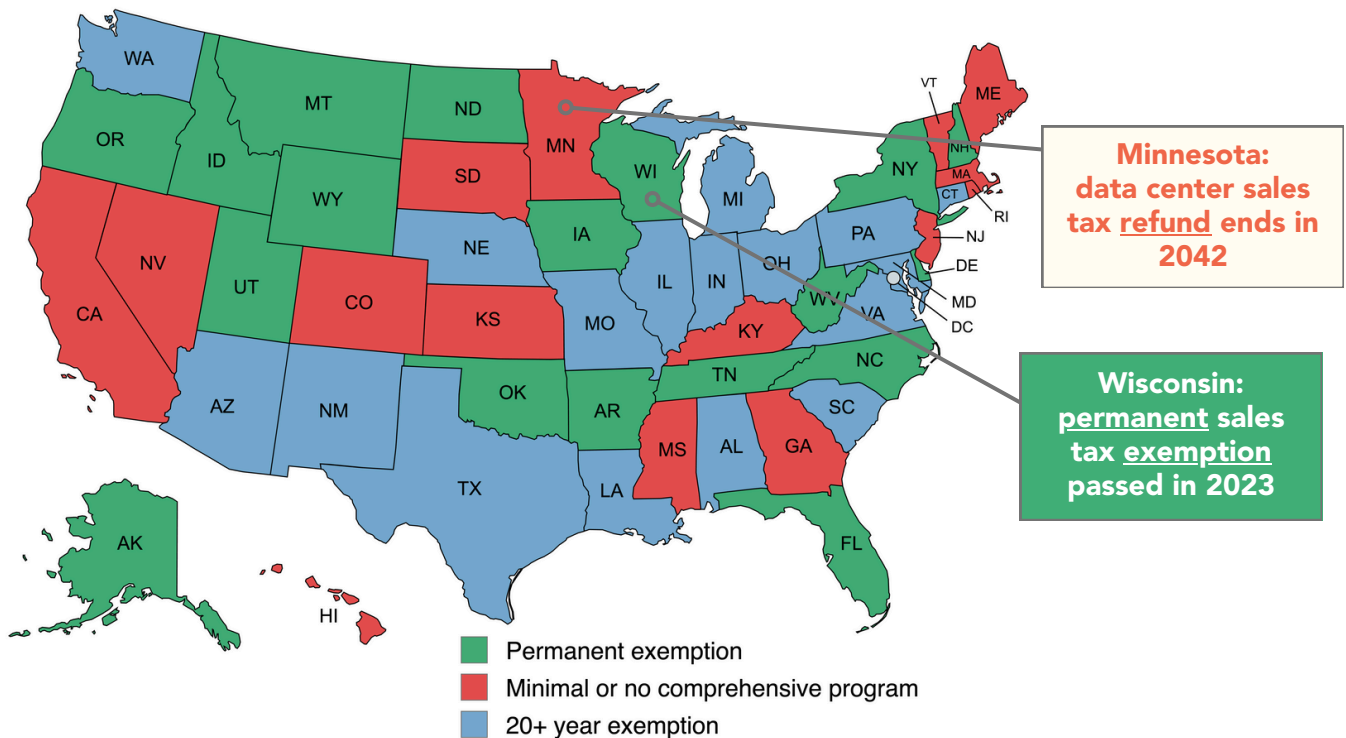 WA
MT
ND
MN
OR
ID
WY
SD
WI
MI
NY
VT
NH
ME
MA
CT
RI
NJ
PA
DE
MD
DC
NE
IA
IL
IN
OH
WV
VA
NV
UT
CO
KS
MO
KY
CA
AZ
NM
OK
AR
TN
NC
SC
MS
AL
GA
TX
LA
FL
AK
HI
Minnesota:
data center sales
tax refund ends in
2042
Wisconsin:
permanent sales
tax exemption
passed in 2023
Permanent exemption
Minimal or no comprehensive program
20+ year exemption